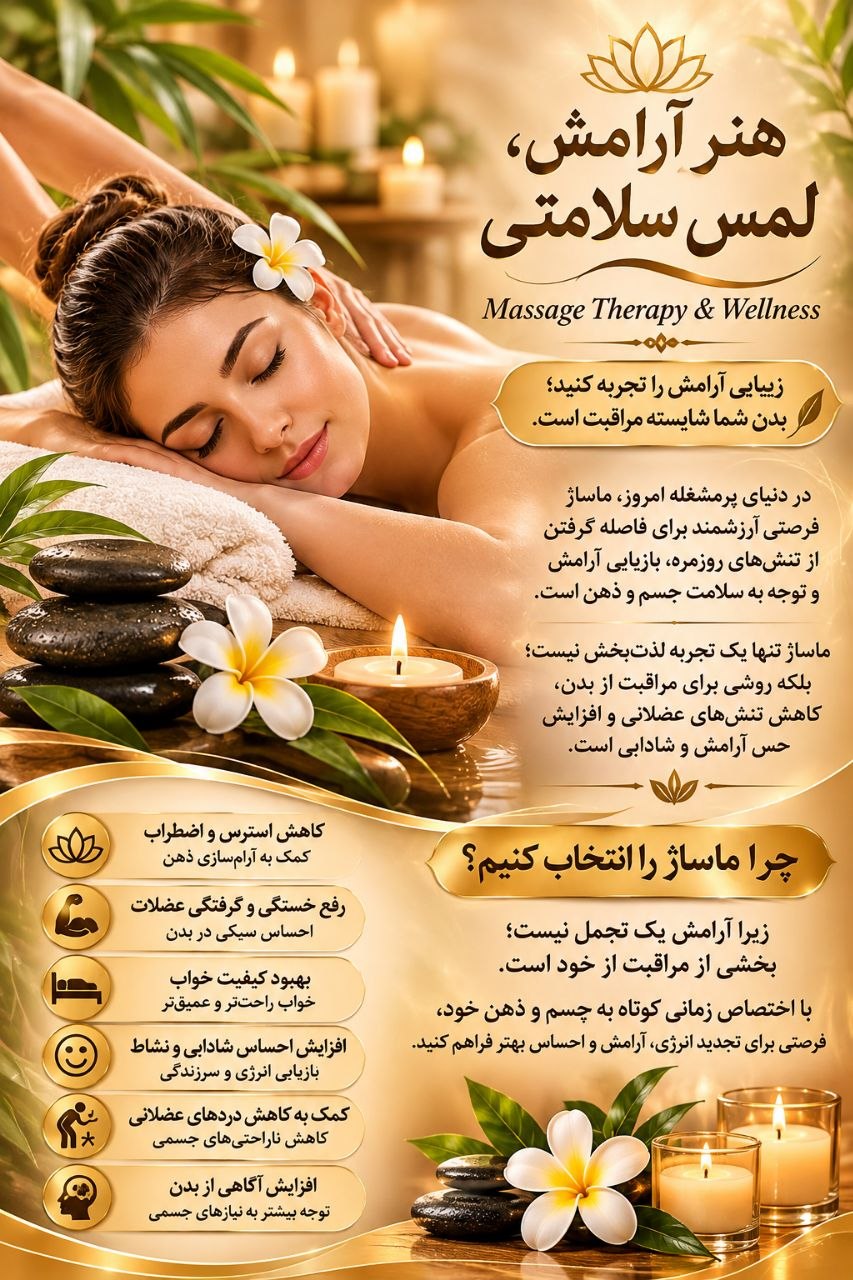 هنر آرامش،
لمس سلامتی
Massage Therapy & Wellness
زیبایی آرامش را تجربه کنید؛
بدن شما شایسته مراقبت است.
در دنیای پرمشغله امروز، ماساژ
فرصتی آرزشمند برای فاصله گرفتن
از تنش‌های روزمره، بازیابی آرامش
و توجه به سلامت جسم و ذهن است.
ماساژ تنها یک تجربه لذت‌بخش نیست؛
بلکه روشی برای مراقبت از بدن،
کاهش تنش‌های عضلانی و افزایش
حس آرامش و شادابی است.
چرا ماساژ را انتخاب کنیم؟
زیرا آرامش یک تجمل نیست؛
بخشی از مراقبت از خود است.
با اختصاص زمانی کوتاه به چسم و ذهن خود،
فرصتی برای تجدید انرژی، آرامش و احساس بهتر فراهم کنید.
کاهش استرس و اضطراب
کمک به آرام‌سازی ذهن
رفع خستگی و گرفتگی عضلات
احساس سیکی در بدن
بهبود کیفیت خواب
خواب راحت‌تر و عمیق‌تر
افزایش احساس شادابی و نشاط
بازیابی انرژی و سرزندگی
کمک به کاهش دردهای عضلانی
کاهش ناراحتی‌های جسمی
افزایش آگاهی از بدن
توجه بیشتر به نیازهای جسمی